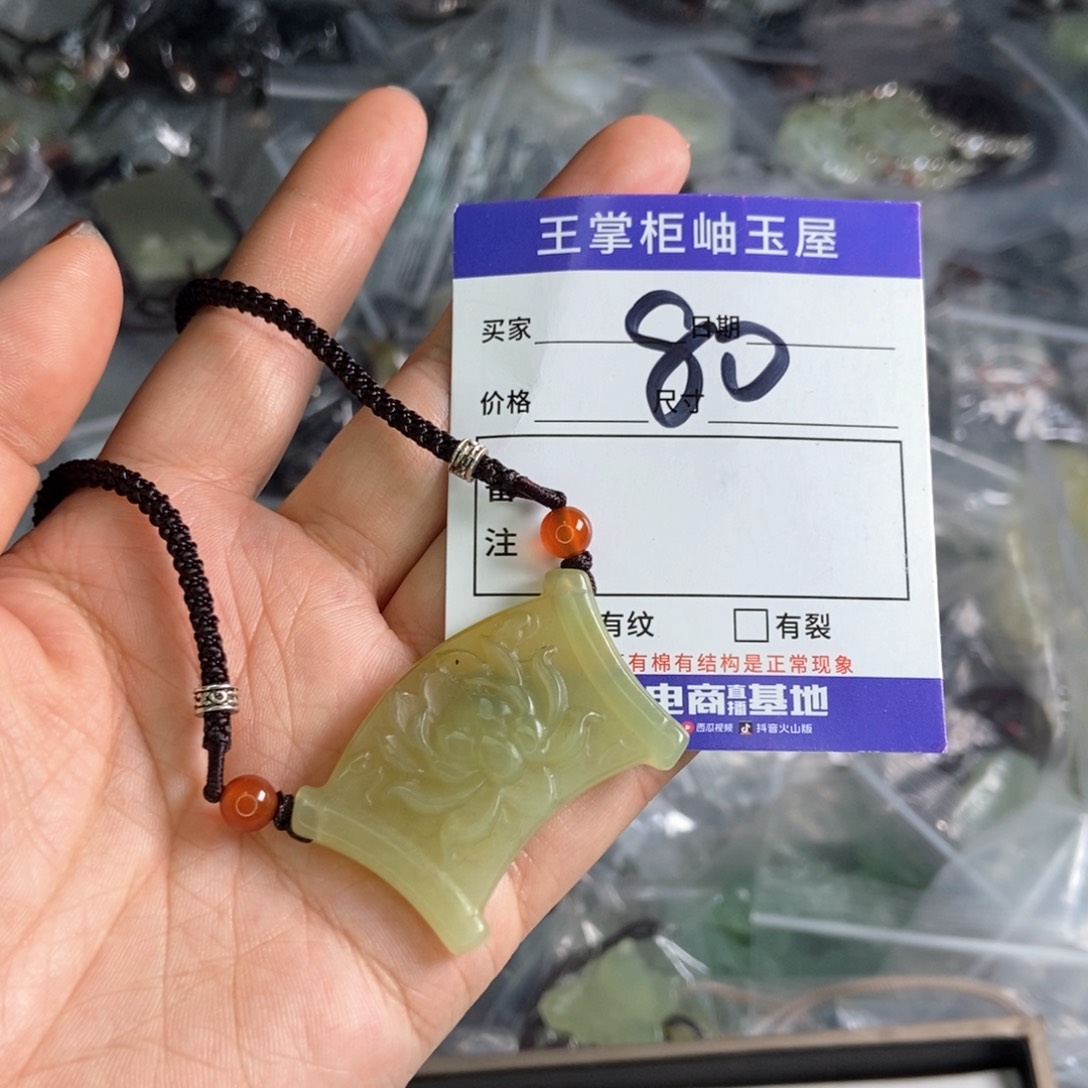 王掌柜岫玉屋
买家 日期
80
价格 尺寸
备
注
有纹 有裂
有棉有结构是正常现象
电商直播基地
西瓜视频 抖音火山版